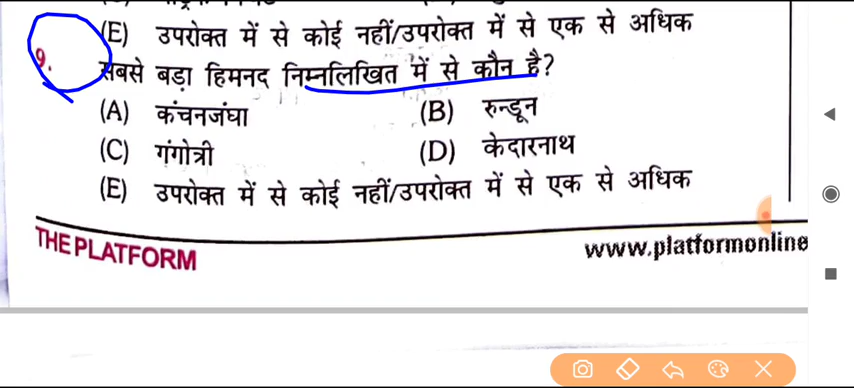 (E) उपरोक्त में से कोई नहीं/उपरोक्त में से एक से अधिक
9. सबसे बड़ा हिमनद निम्नलिखित में से कौन है?
(A) कंचनजंघा (B) रुन्डून
(C) गंगोत्री (D) केदारनाथ
(E) उपरोक्त में से कोई नहीं/उपरोक्त में से एक से अधिक
THE PLATFORM www.platformonline